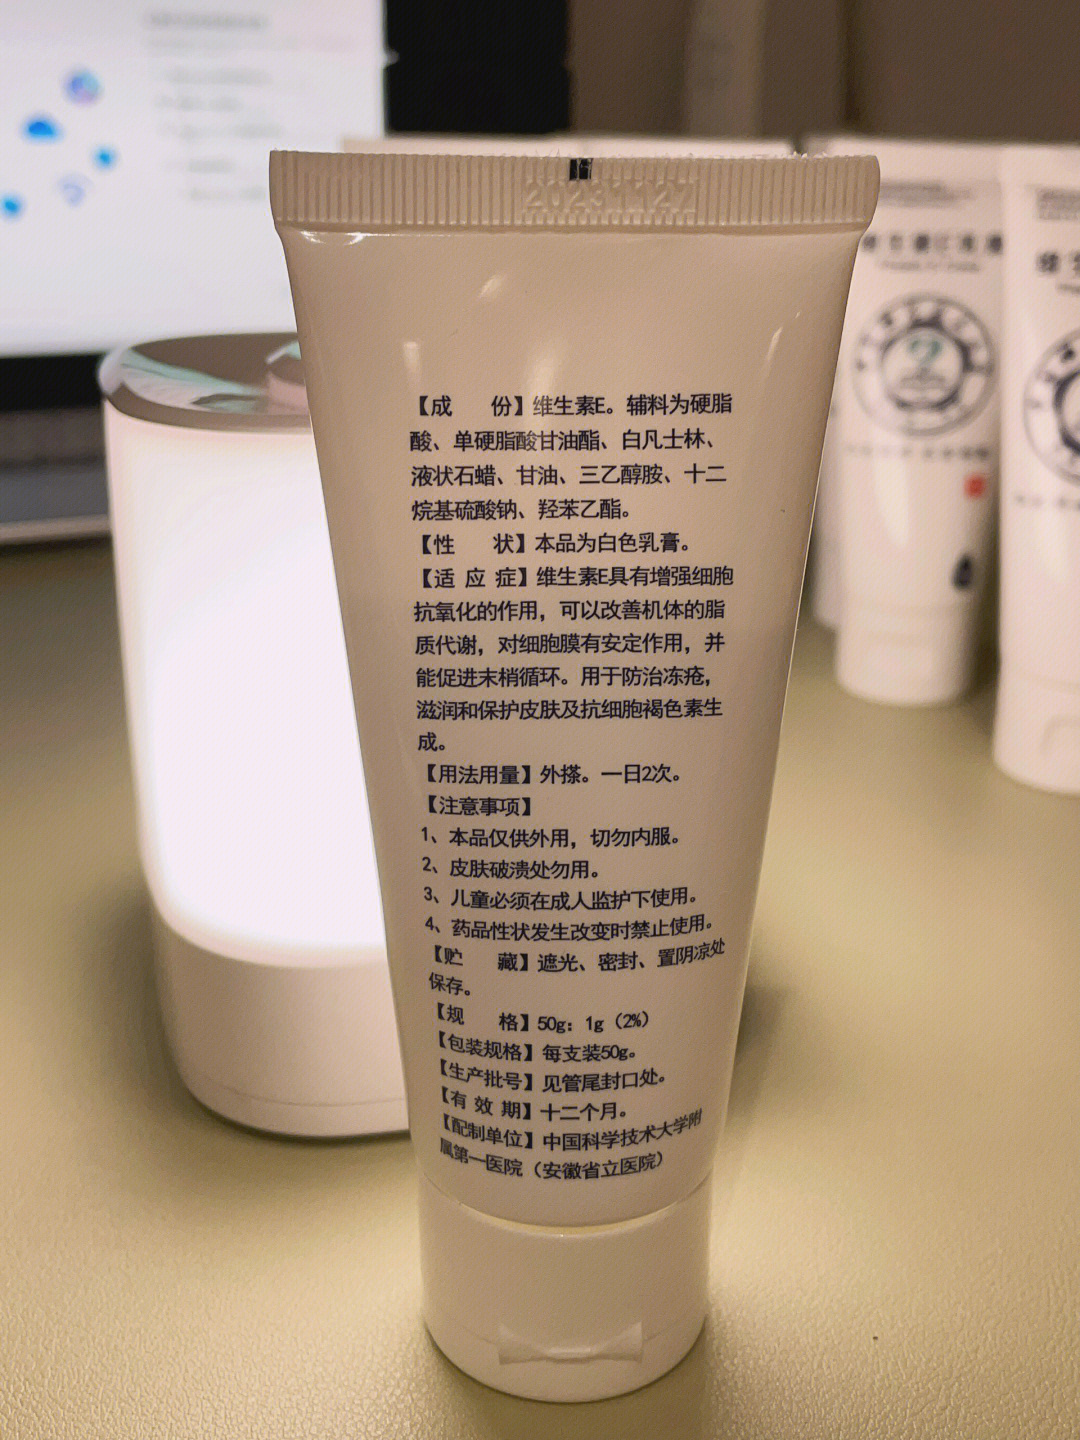 20231127
【成　份】维生素E。辅料为硬脂
酸、单硬脂酸甘油酯、白凡士林、
液状石蜡、甘油、三乙醇胺、十二
烷基硫酸钠、羟苯乙酯。
【性　状】本品为白色乳膏。
【适 应 症】维生素E具有增强细胞
抗氧化的作用，可以改善机体的脂
质代谢，对细胞膜有安定作用，并
能促进末梢循环。用于防治冻疮，
滋润和保护皮肤及抗细胞褐色素生
成。
【用法用量】外搽。一日2次。
【注意事项】
1、本品仅供外用，切勿内服。
2、皮肤破溃处勿用。
3、儿童必须在成人监护下使用。
4、药品性状发生改变时禁止使用。
【贮　藏】遮光、密封、置阴凉处
保存。
【规　格】50g：1g（2%）
【包装规格】每支装50g。
【生产批号】见管尾封口处。
【有 效 期】十二个月。
【配制单位】中国科学技术大学附
属第一医院（安徽省立医院）
维生素E乳膏